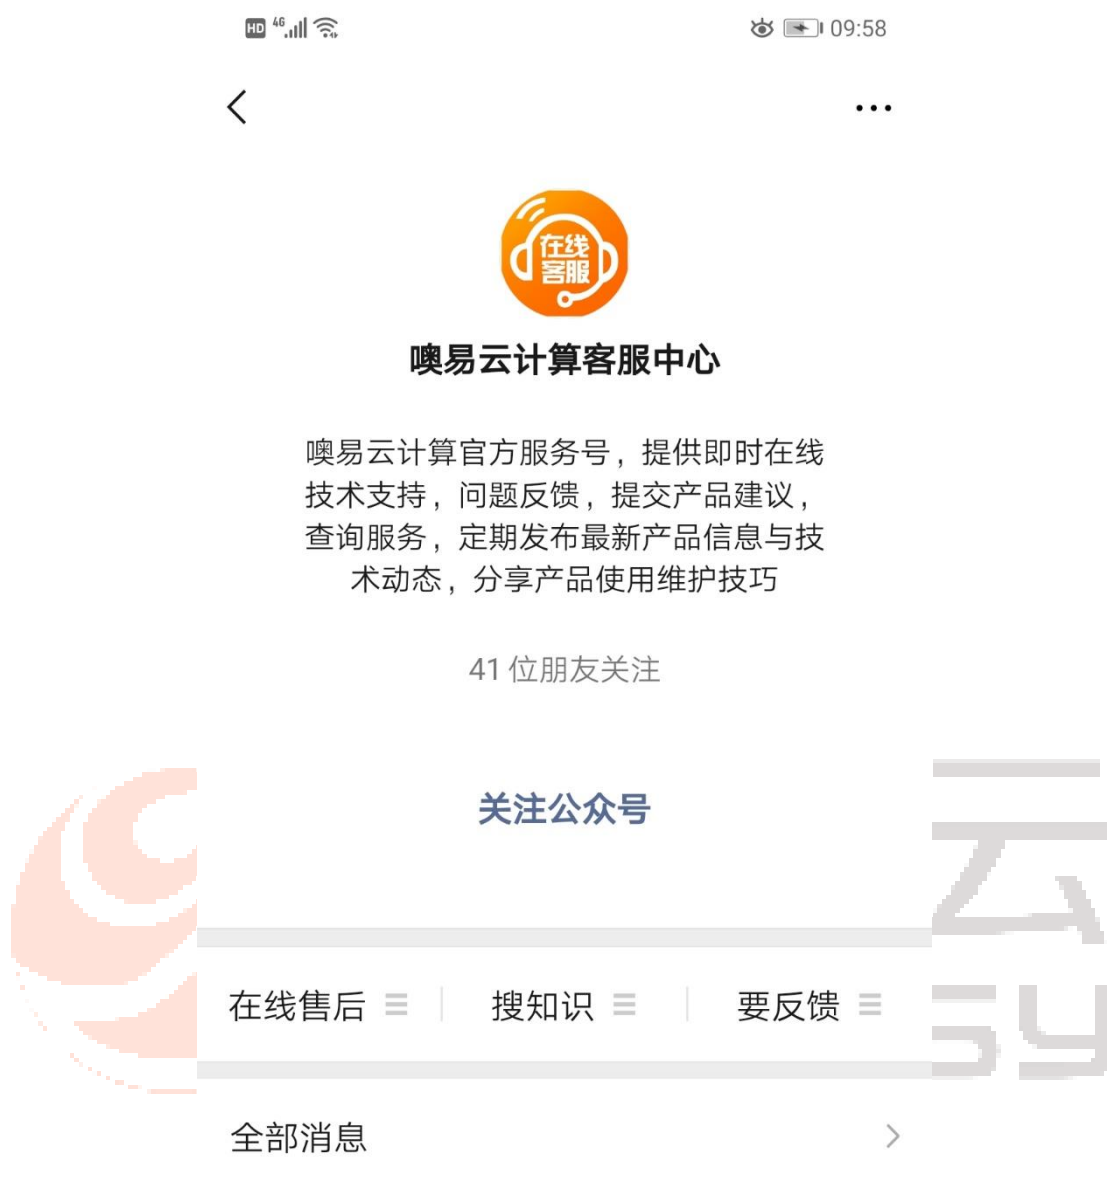 HD 4G 09:58
在线
客服
噢易云计算客服中心
噢易云计算官方服务号，提供即时在线
技术支持，问题反馈，提交产品建议，
查询服务，定期发布最新产品信息与技
术动态，分享产品使用维护技巧
41 位朋友关注
关注公众号
云
在线售后
搜知识
要反馈
sy
全部消息